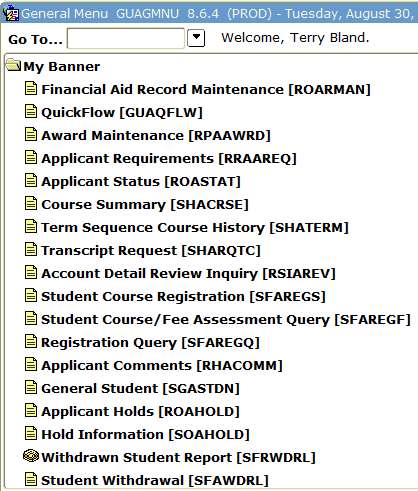 General Menu GUAGMNU 8.6.4 (PROD) - Tuesday, August 30,
Go To... Welcome, Terry Bland.
My Banner
Financial Aid Record Maintenance [ROARMAN]
QuickFlow [GUAQFLW]
Award Maintenance [RPAAWRD]
Applicant Requirements [RRAAREQ]
Applicant Status [ROASTAT]
Course Summary [SHACRSE]
Term Sequence Course History [SHATERM]
Transcript Request [SHARQTC]
Account Detail Review Inquiry [RSIAREV]
Student Course Registration [SFAREGS]
Student Course/Fee Assessment Query [SFAREGF]
Registration Query [SFAREGQ]
Applicant Comments [RHACOMM]
General Student [SGASTDN]
Applicant Holds [ROAHOLD]
Hold Information [SOAHOLD]
Withdrawn Student Report [SFRWDRL]
Student Withdrawal [SFAWDRL]